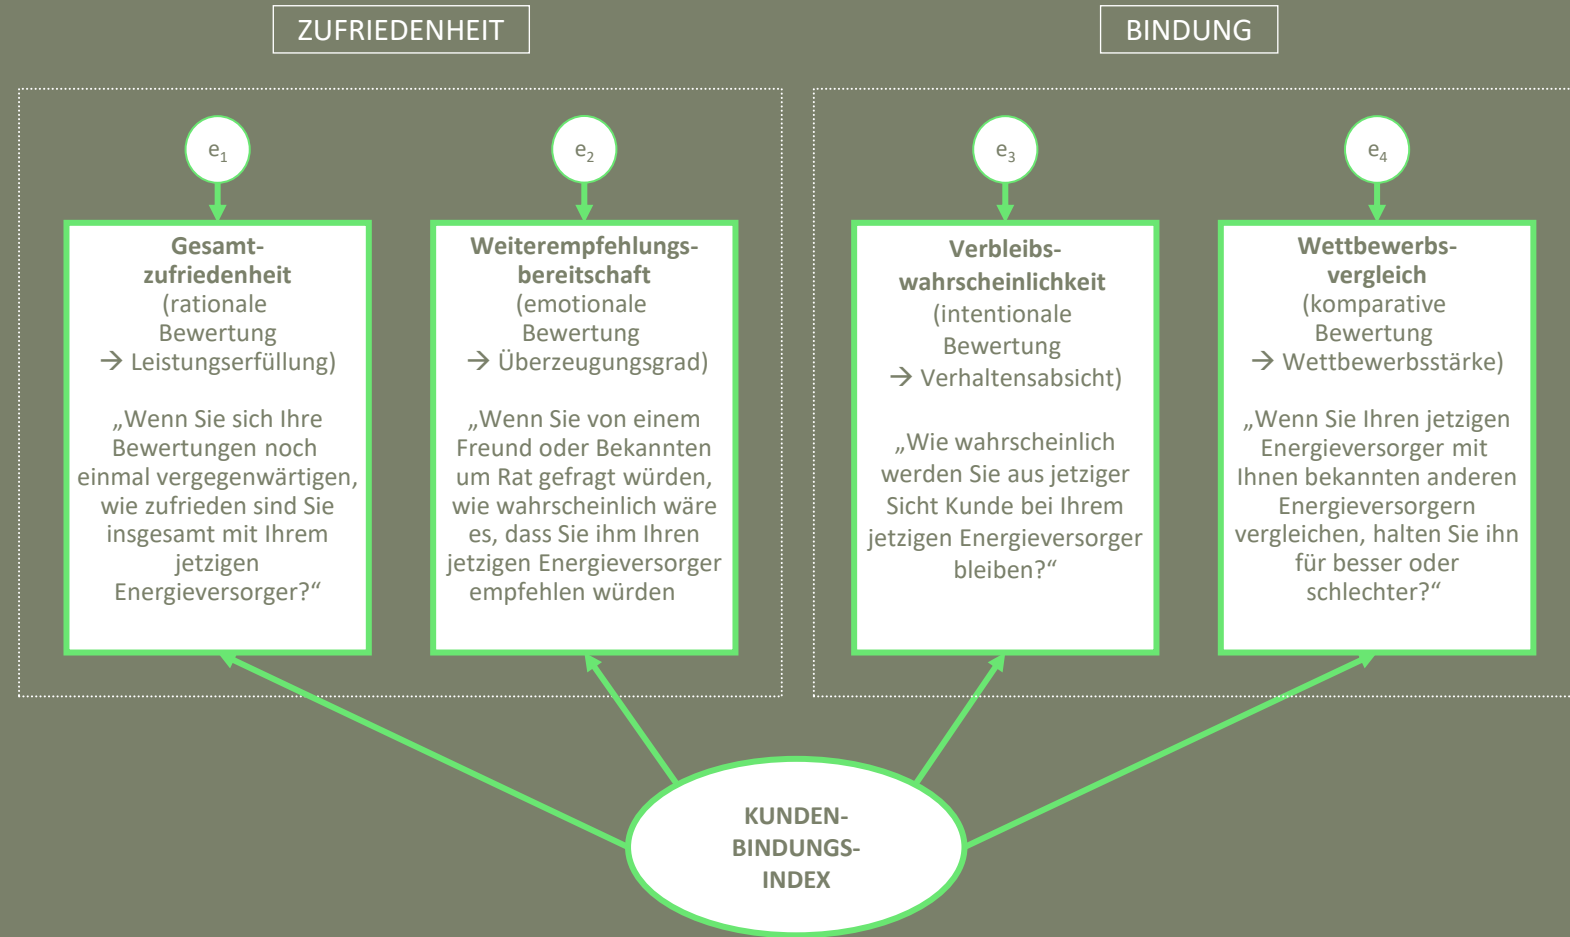 ZUFRIEDENHEIT
BINDUNG
e1
e2
e3
e4
Gesamt-
zufriedenheit
(rationale
Bewertung
→ Leistungserfüllung)
„Wenn Sie sich Ihre
Bewertungen noch
einmal vergegenwärtigen,
wie zufrieden sind Sie
insgesamt mit Ihrem
jetzigen
Energieversorger?“
Weiterempfehlungs-
bereitschaft
(emotionale
Bewertung
→ Überzeugungsgrad)
„Wenn Sie von einem
Freund oder Bekannten
um Rat gefragt würden,
wie wahrscheinlich wäre
es, dass Sie ihm Ihren
jetzigen Energieversorger
empfehlen würden
Verbleibs-
wahrscheinlichkeit
(intentionale
Bewertung
→ Verhaltensabsicht)
„Wie wahrscheinlich
werden Sie aus jetziger
Sicht Kunde bei Ihrem
jetzigen Energieversorger
bleiben?“
Wettbewerbs-
vergleich
(komparative
Bewertung
→ Wettbewerbsstärke)
„Wenn Sie Ihren jetzigen
Energieversorger mit
Ihnen bekannten anderen
Energieversorgern
vergleichen, halten Sie ihn
für besser oder
schlechter?“
KUNDEN-
BINDUNGS-
INDEX